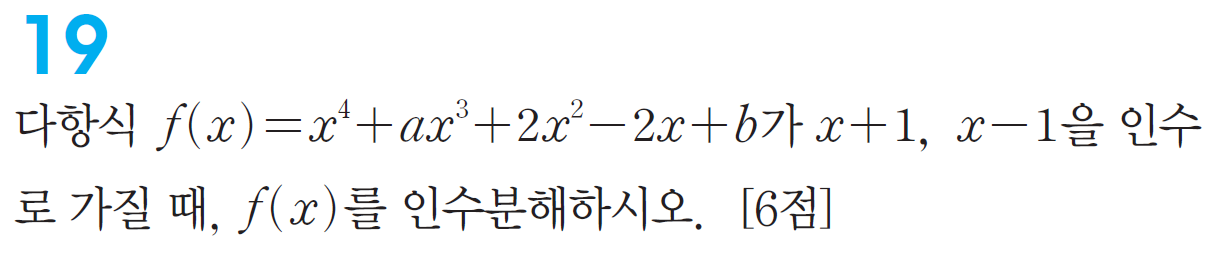 19
다항식 f(x)=x⁴+ax³+2x²-2x+b가 x+1, x-1을 인수
로 가질 때, f(x)를 인수분해하시오. [6점]